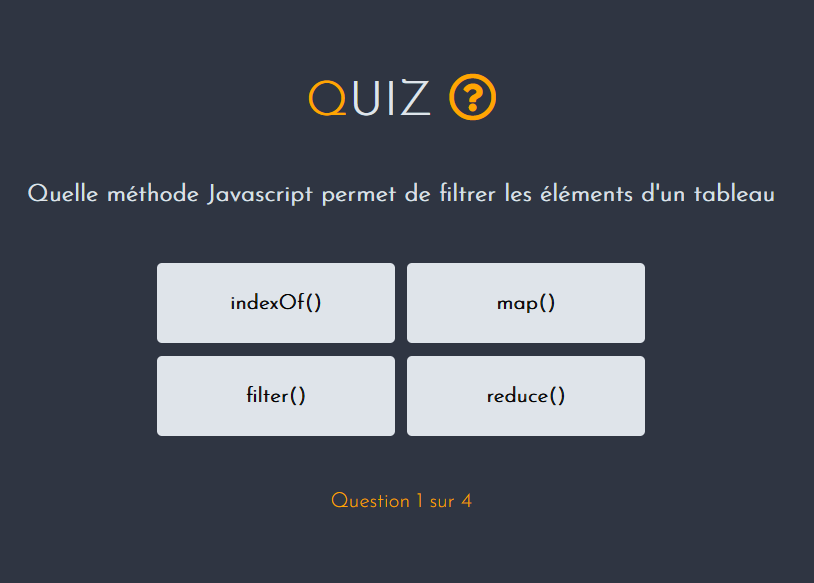 QUIZ ?
Quelle méthode Javascript permet de filtrer les éléments d'un tableau
indexOf()
map()
filter()
reduce()
Question 1 sur 4